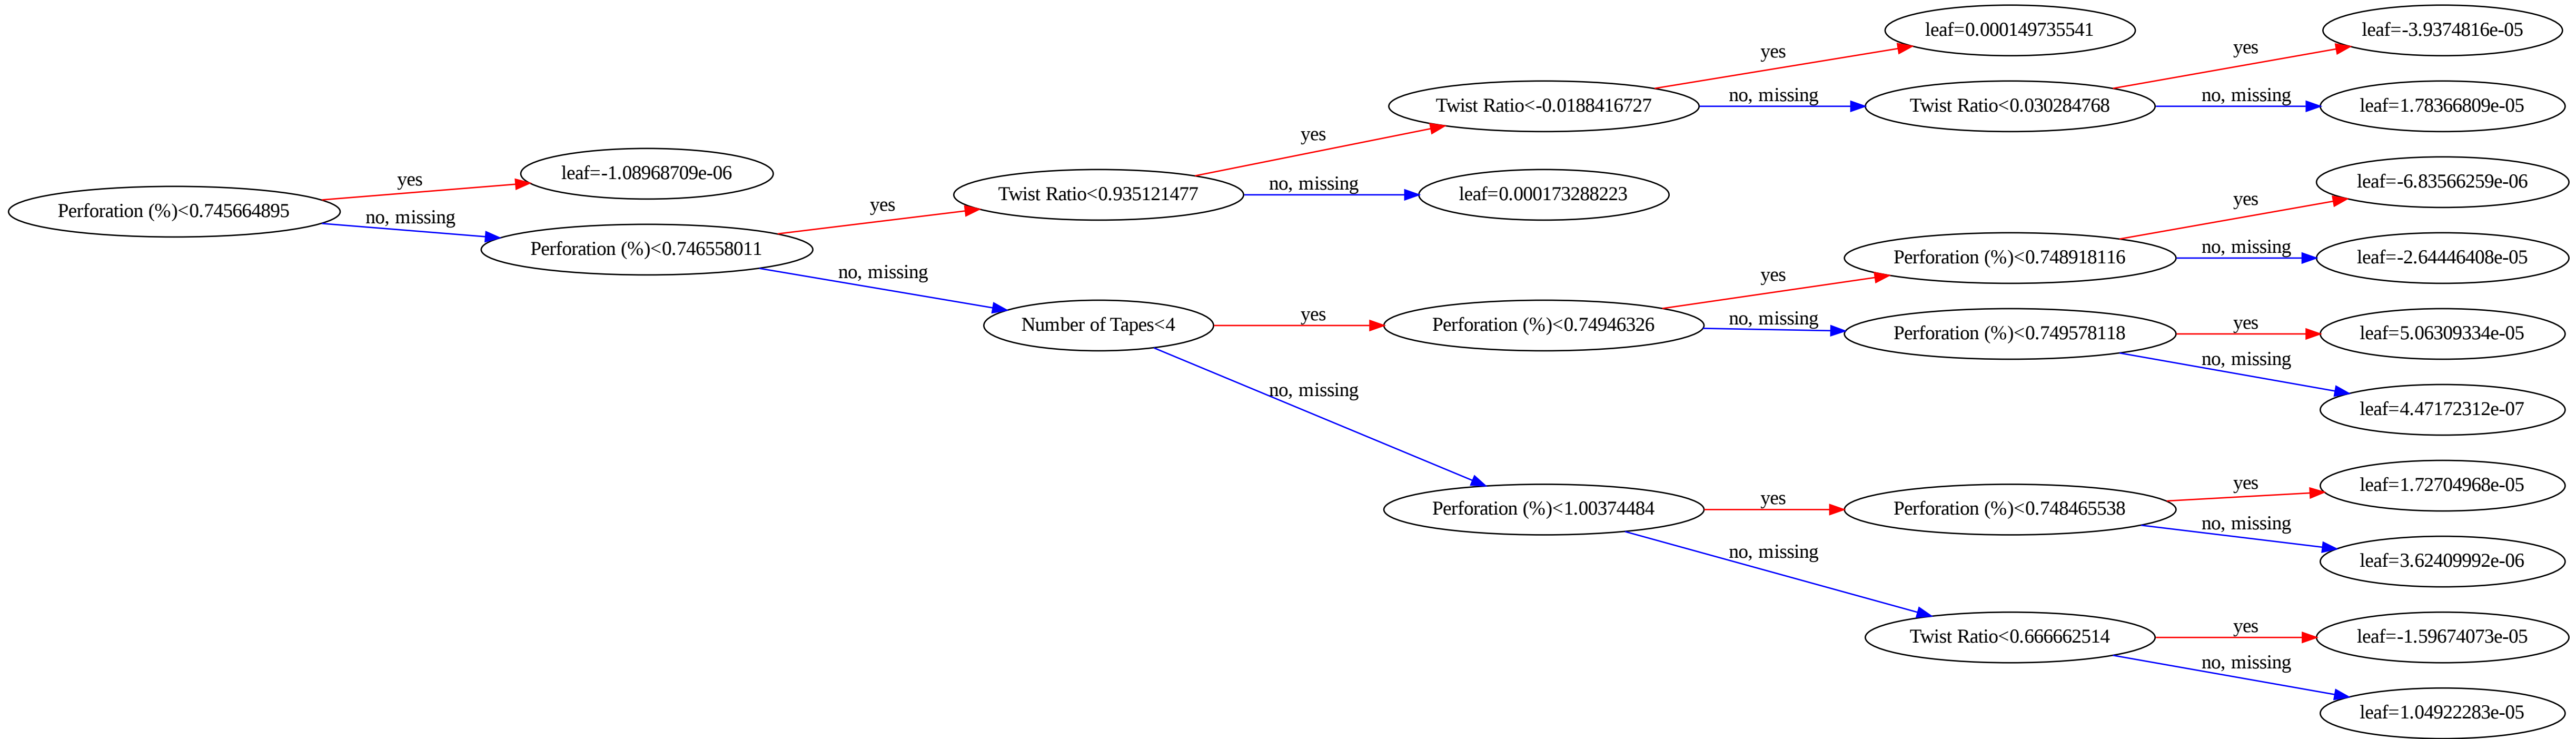 Perforation (%)<0.745664895
yes
no, missing
leaf=-1.08968709e-06
Perforation (%)<0.746558011
yes
no, missing
Twist Ratio<0.935121477
yes
no, missing
Twist Ratio<-0.0188416727
yes
no, missing
leaf=0.000149735541
Twist Ratio<0.030284768
yes
no, missing
leaf=-3.9374816e-05
leaf=1.78366809e-05
leaf=0.000173288223
Number of Tapes<4
yes
no, missing
Perforation (%)<0.74946326
yes
no, missing
Perforation (%)<0.748918116
yes
no, missing
leaf=-6.83566259e-06
leaf=-2.64446408e-05
Perforation (%)<0.749578118
yes
no, missing
leaf=5.06309334e-05
leaf=4.47172312e-07
Perforation (%)<1.00374484
yes
no, missing
Perforation (%)<0.748465538
yes
no, missing
leaf=1.72704968e-05
leaf=3.62409992e-06
Twist Ratio<0.666662514
yes
no, missing
leaf=-1.59674073e-05
leaf=1.04922283e-05